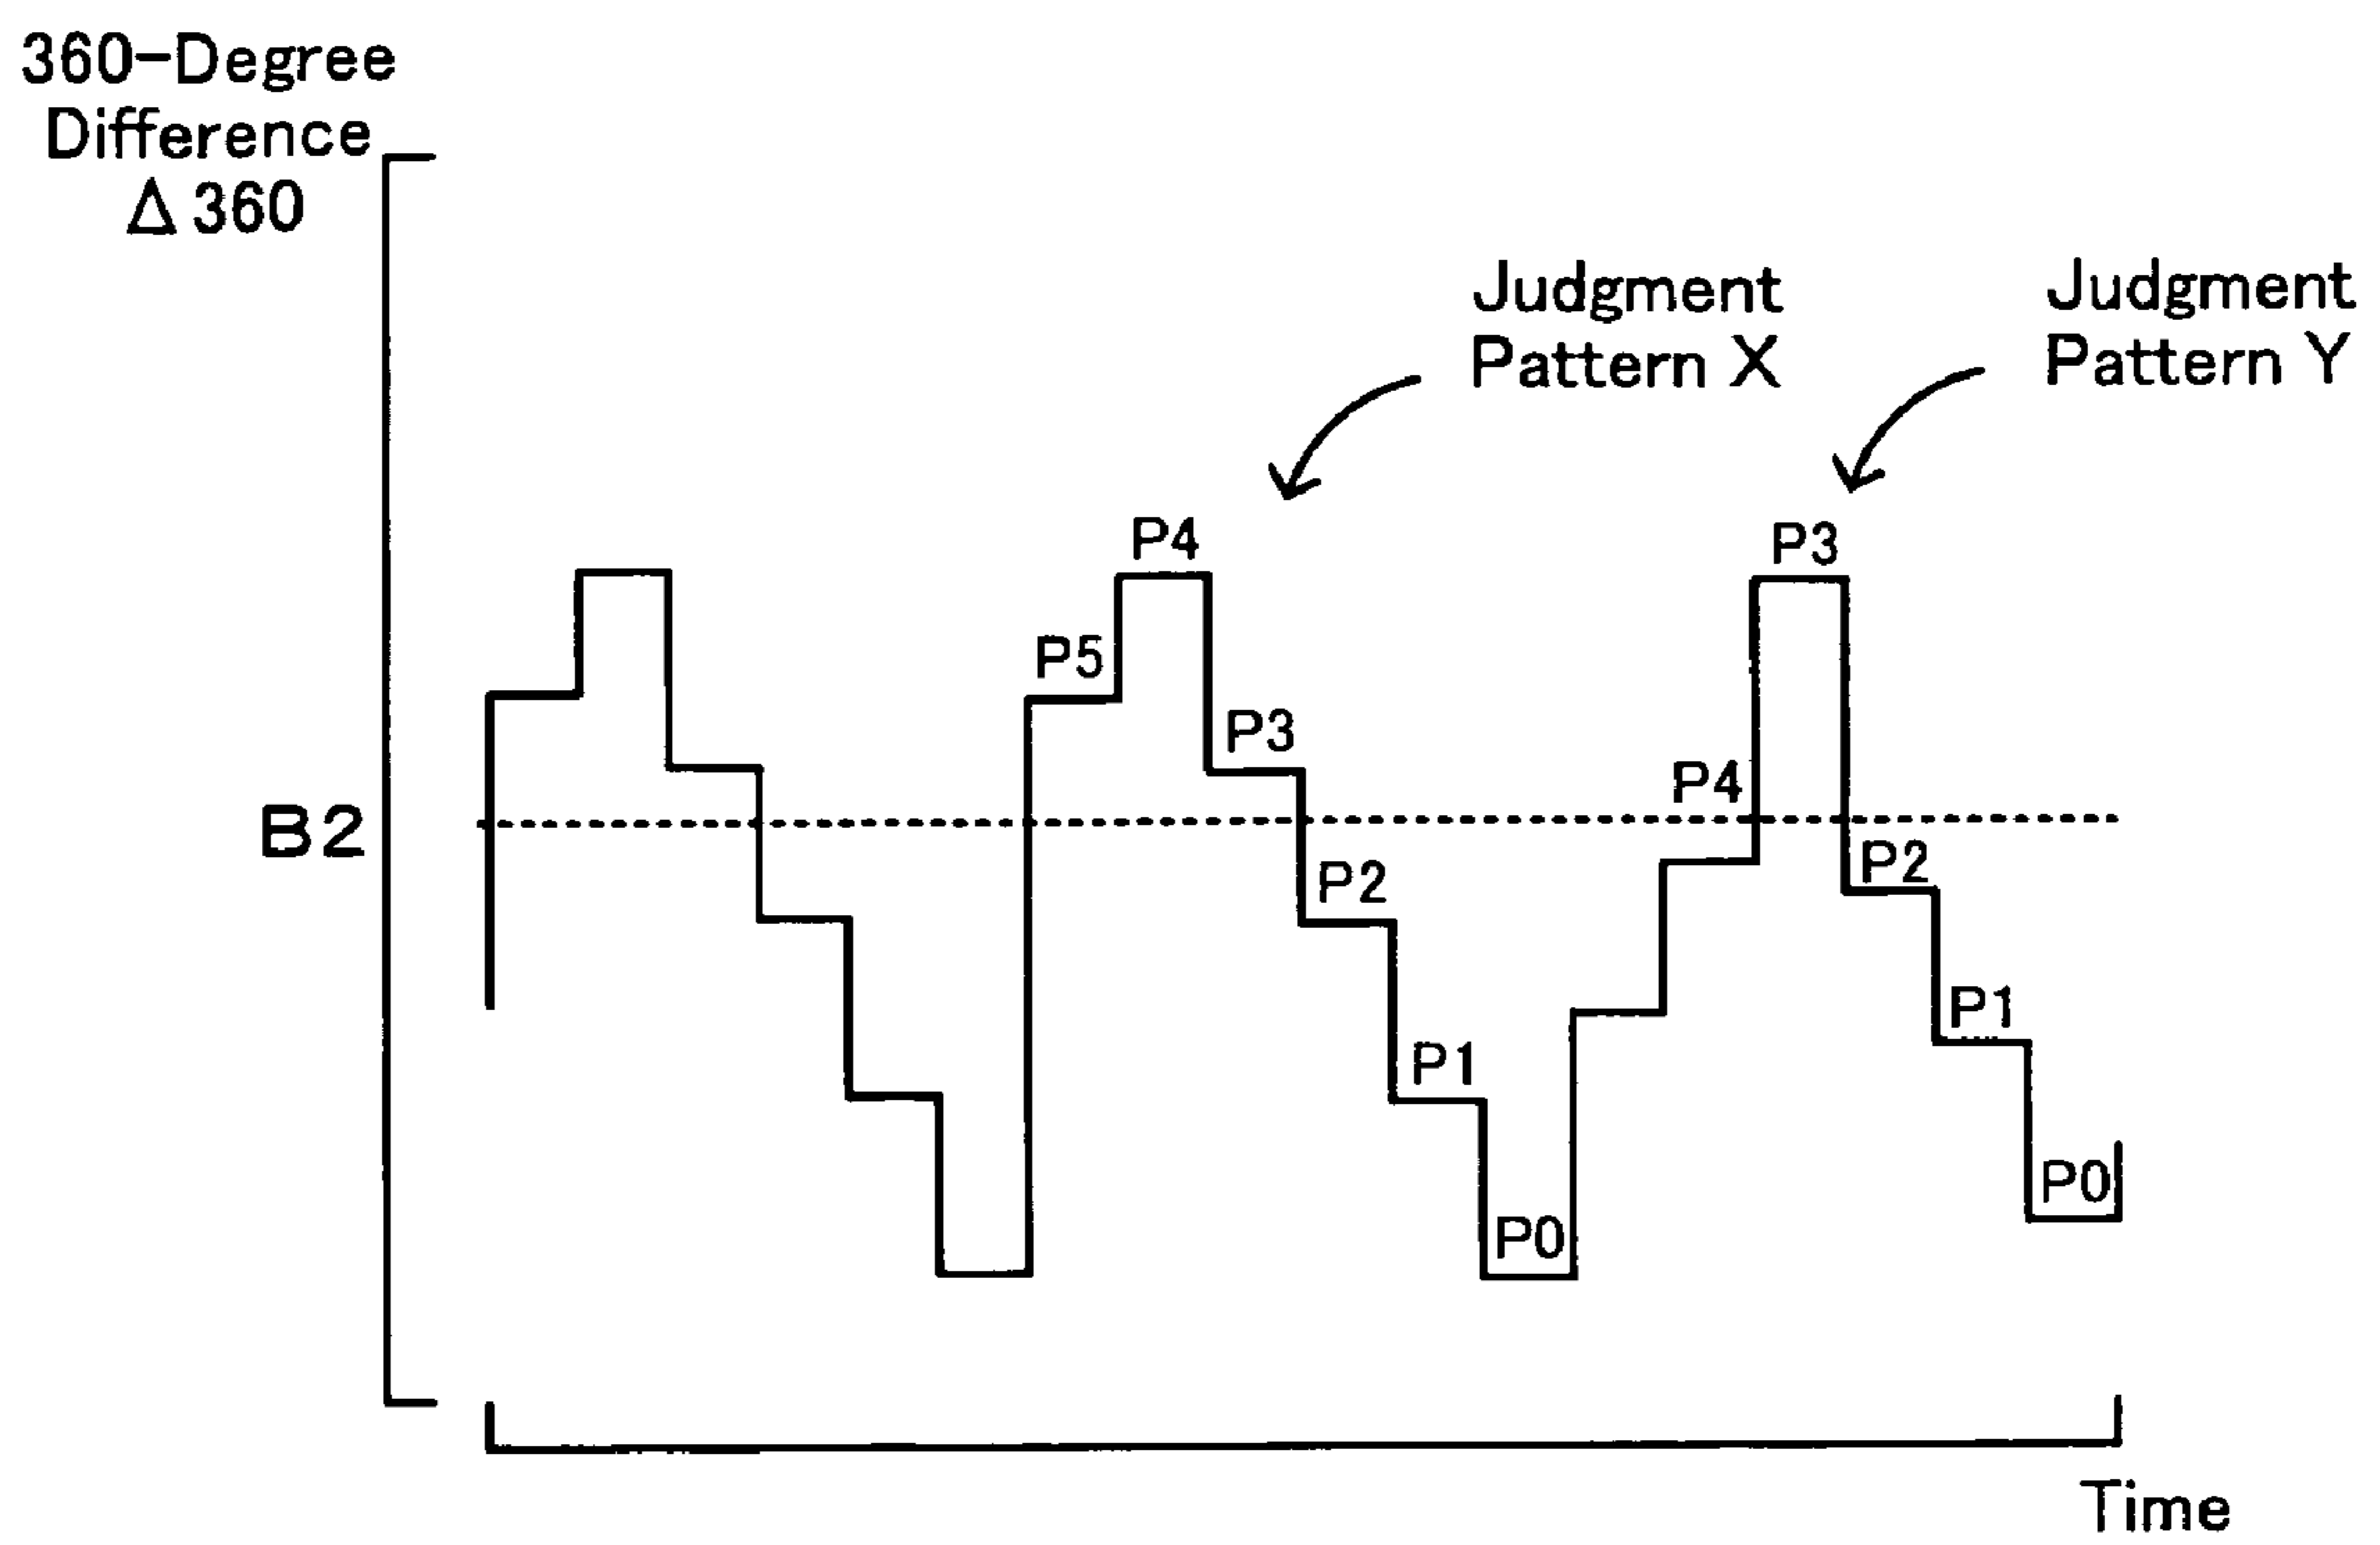 360-Degree
Difference
Δ360
Judgment
Pattern X
Judgment
Pattern Y
P4
P3
P5
P3
P4
B2
P2
P2
P1
P1
P0
P0
Time